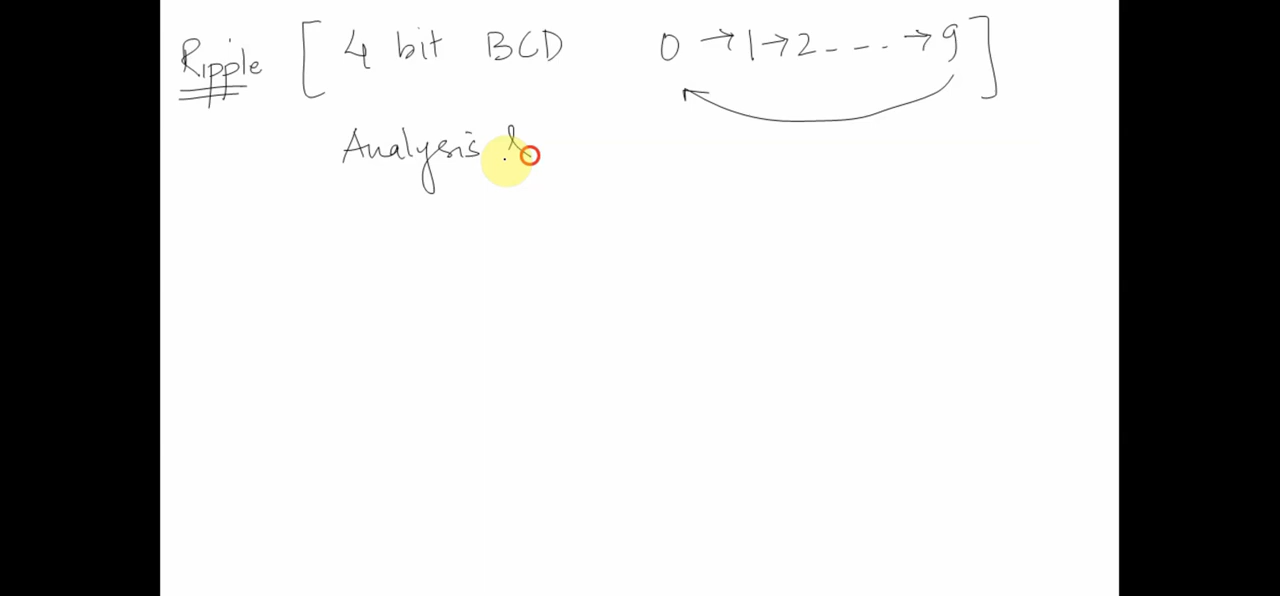 Ripple [ 4 bit BCD 0 → 1 → 2 - - - . → 9 ]
Analysis